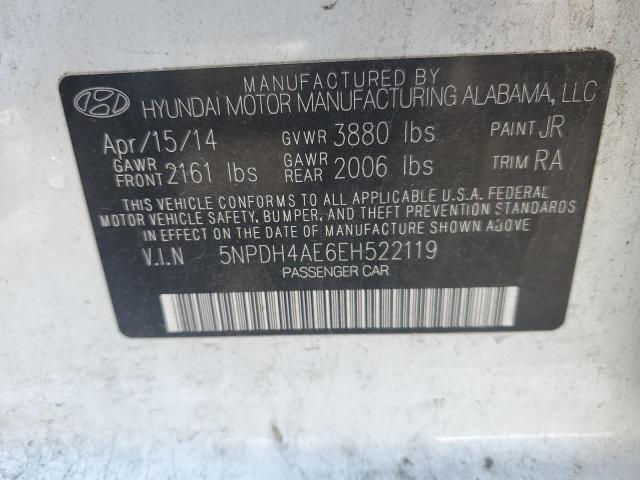 MANUFACTURED BY
HYUNDAI MOTOR MANUFACTURING ALABAMA, LLC
Apr/15/14 GVWR 3880 lbs PAINT JR
GAWR FRONT 2161 lbs GAWR REAR 2006 lbs TRIM RA
THIS VEHICLE CONFORMS TO ALL APPLICABLE U.S.A. FEDERAL
MOTOR VEHICLE SAFETY, BUMPER, AND THEFT PREVENTION STANDARDS
IN EFFECT ON THE DATE OF MANUFACTURE SHOWN ABOVE
V.I.N 5NPDH4AE6EH522119
PASSENGER CAR